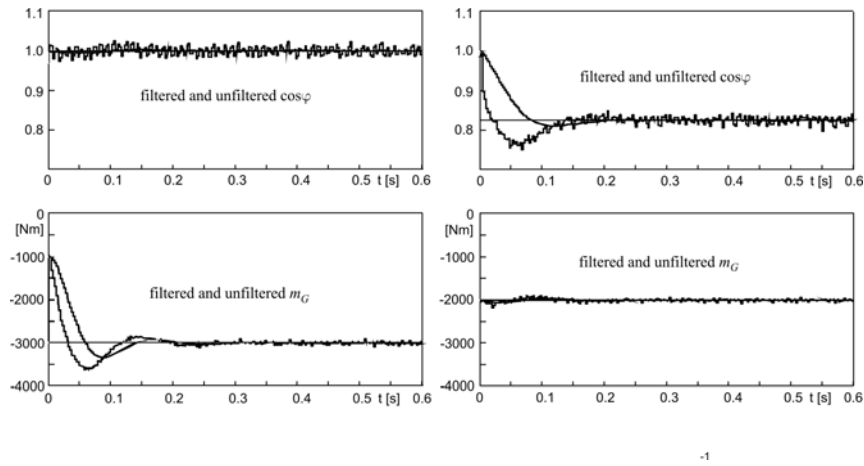 1.1
1.0
0.9
0.8
filtered and unfiltered cosφ
0 0.1 0.2 0.3 0.4 0.5 t [s] 0.6
1.1
1.0
0.9
0.8
filtered and unfiltered cosφ
0 0.1 0.2 0.3 0.4 0.5 t [s] 0.6
0
[Nm]
-1000
-2000
-3000
-4000
filtered and unfiltered m_G
0 0.1 0.2 0.3 0.4 t [s] 0.6
0
[Nm]
-1000
-2000
-3000
-4000
filtered and unfiltered m_G
0 0.1 0.2 0.3 0.4 0.5 t [s] 0.6
-1